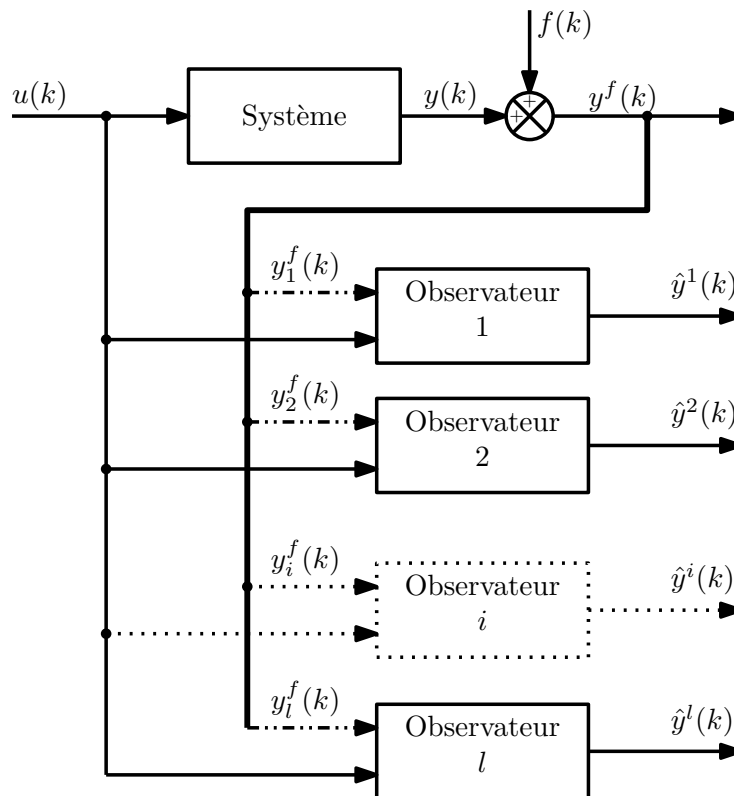 f(k)
u(k)
Système
y(k)
+
+
y^f(k)
y_1^f(k)
Observateur
1
ŷ^1(k)
y_2^f(k)
Observateur
2
ŷ^2(k)
y_i^f(k)
Observateur
i
ŷ^i(k)
y_l^f(k)
Observateur
l
ŷ^l(k)